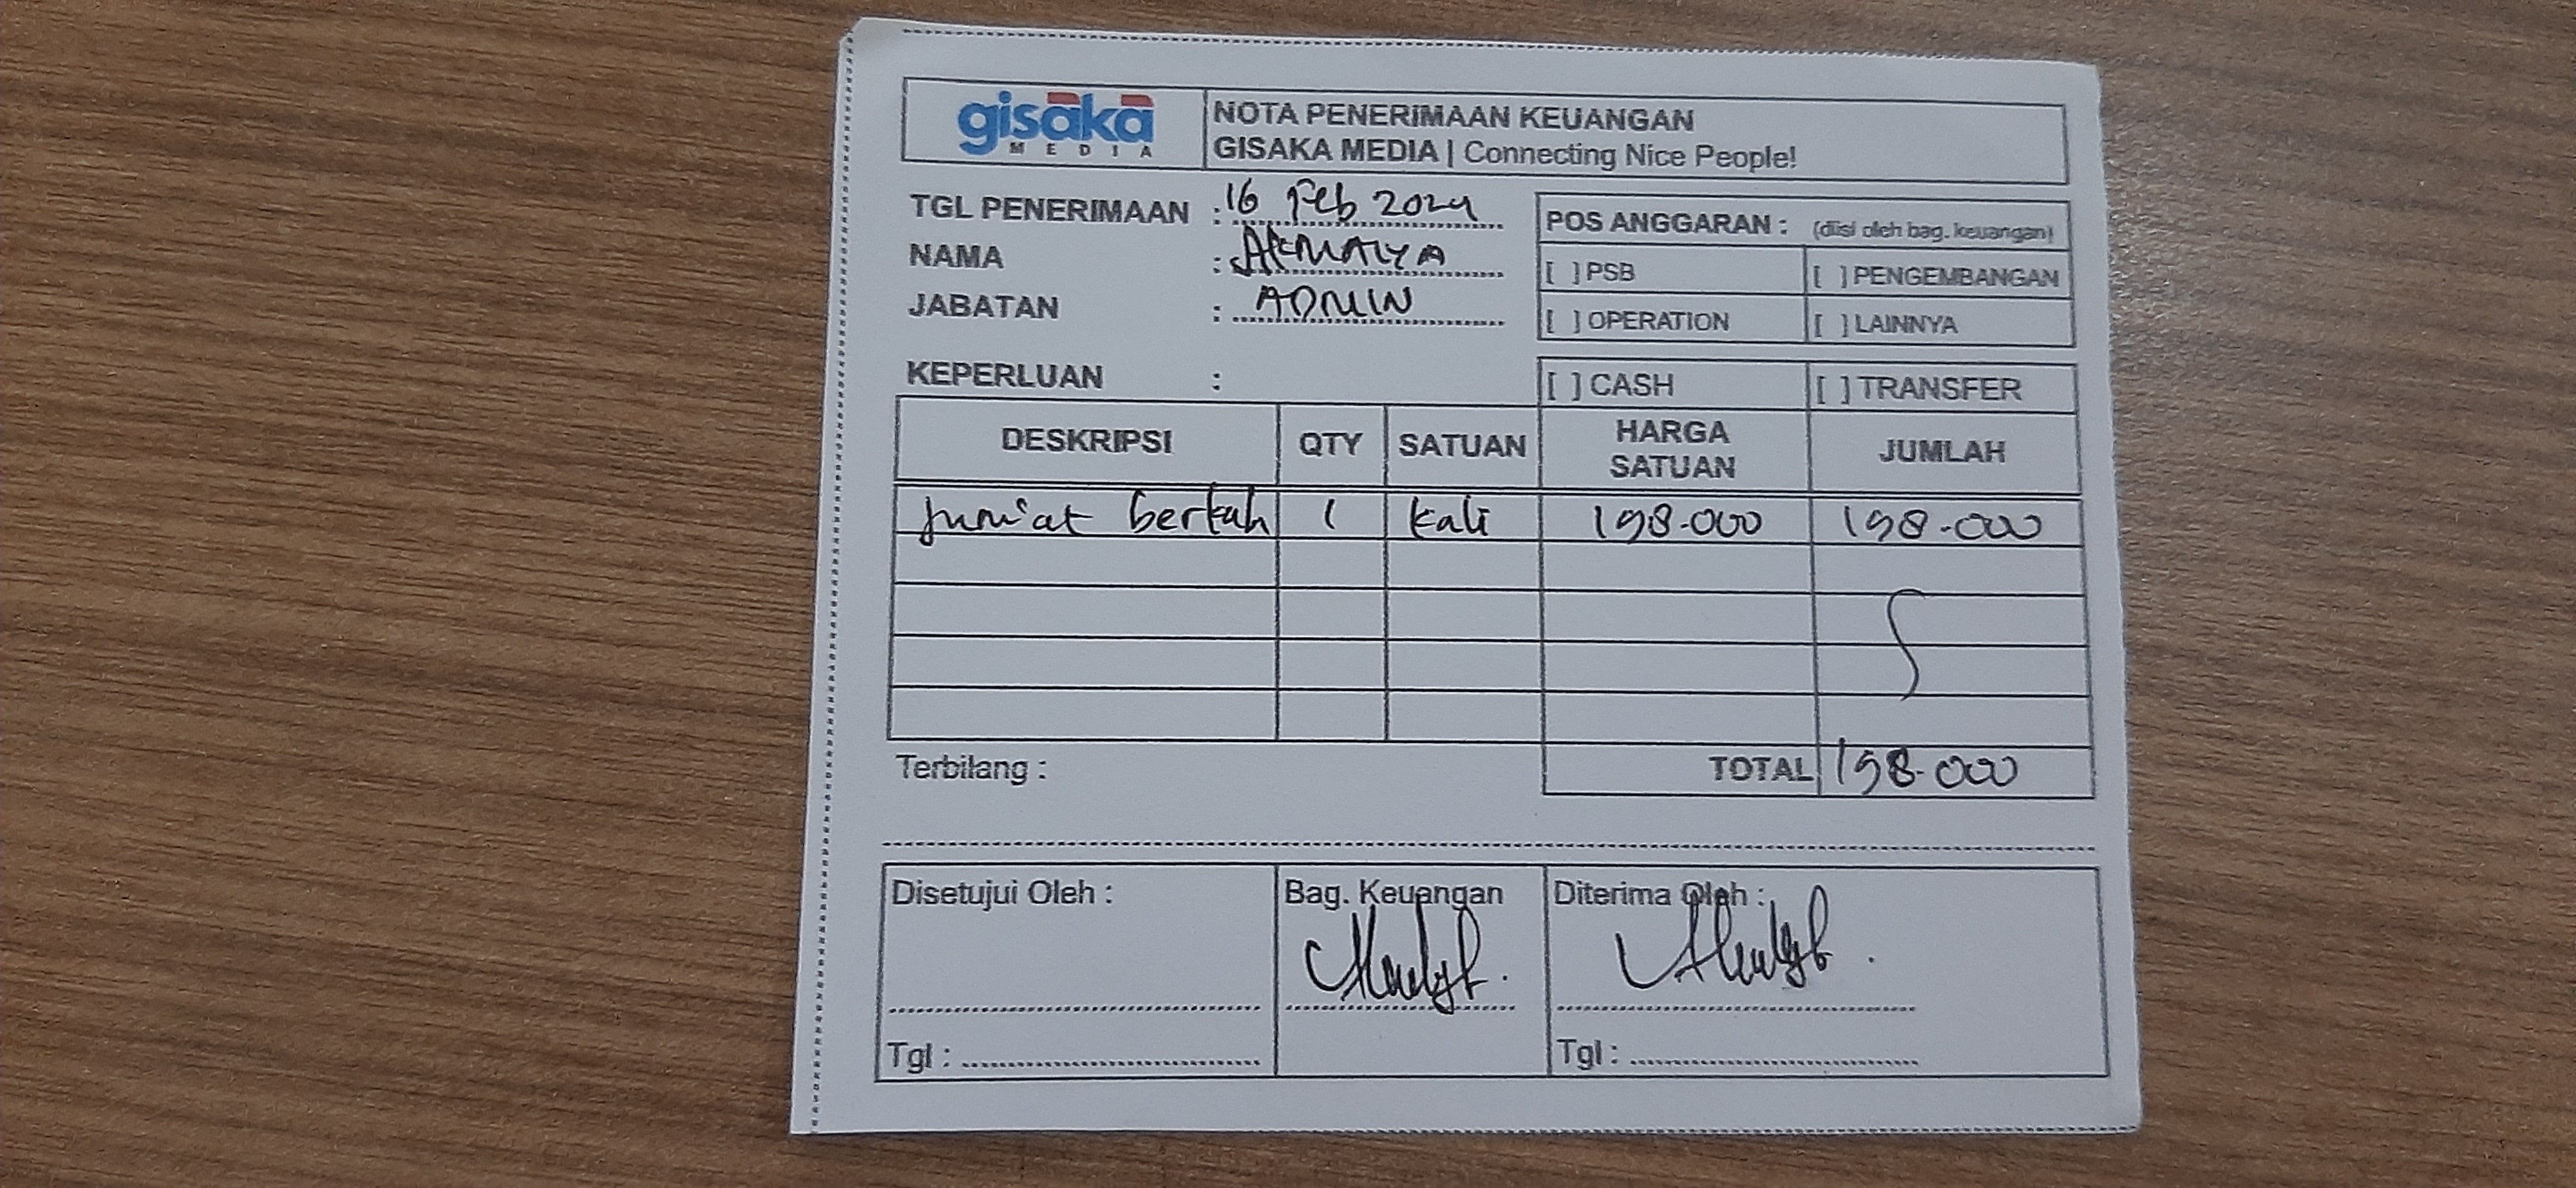 gisaka
MEDIA
NOTA PENERIMAAN KEUANGAN
GISAKA MEDIA | Connecting Nice People!
TGL PENERIMAAN : 16 Feb 2024
NAMA :
JABATAN : ADMIN
KEPERLUAN :
POS ANGGARAN : (diisi oleh bag. keuangan)
[ ] PSB [ ] PENGEMBANGAN
[ ] OPERATION [ ] LAINNYA
[ ] CASH [ ] TRANSFER
DESKRIPSI QTY SATUAN HARGA SATUAN JUMLAH
Jum'at berkah 1 kali 198.000 198.000
TOTAL 198.000
Terbilang :
Disetujui Oleh : Bag. Keuangan Diterima Oleh :
Tgl : Tgl :